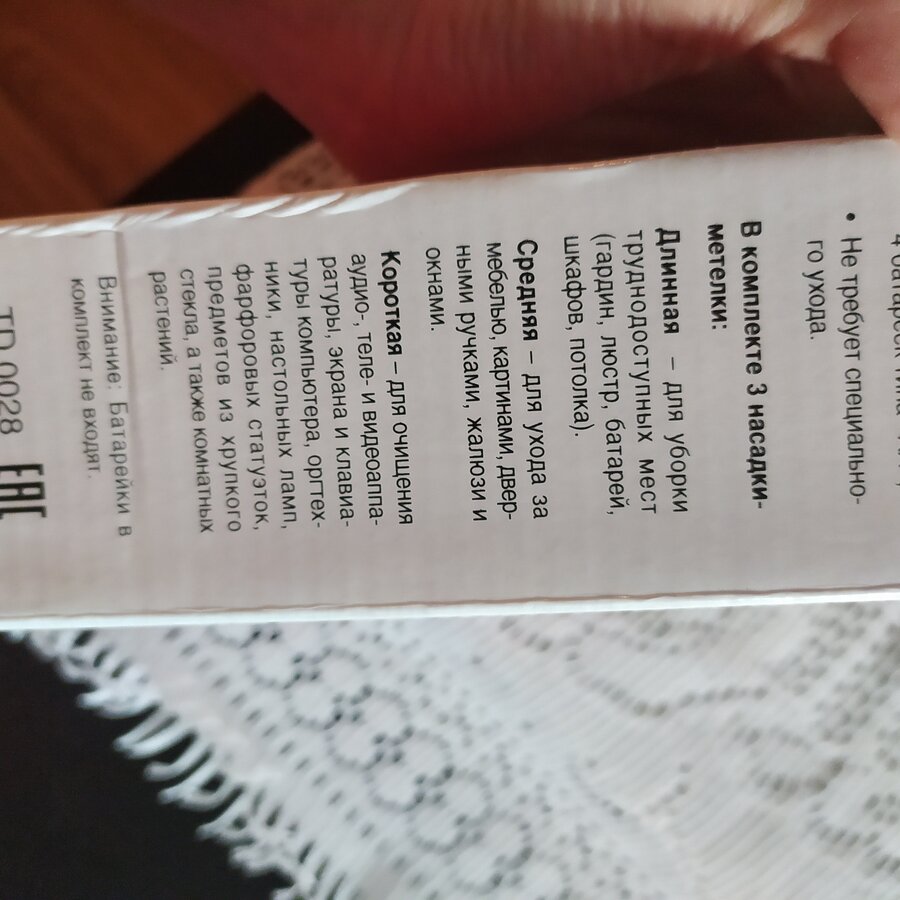 • Не требует специально-
го ухода.
В комплекте 3 насадки-
метелки:
Длинная – для уборки
труднодоступных мест
(гардин, люстр, батарей,
шкафов, потолка).
Средняя – для ухода за
мебелью, картинами, двер-
ными ручками, жалюзи и
окнами.
Короткая – для очищения
аудио-, теле- и видеоаппа-
ратуры, экрана и клавиа-
туры компьютера, оргтех-
ники, настольных ламп,
фарфоровых статуэток,
предметов из хрупкого
стекла, а также комнатных
растений.
Внимание: Батарейки в
комплект не входят.
TD 0028 EAC